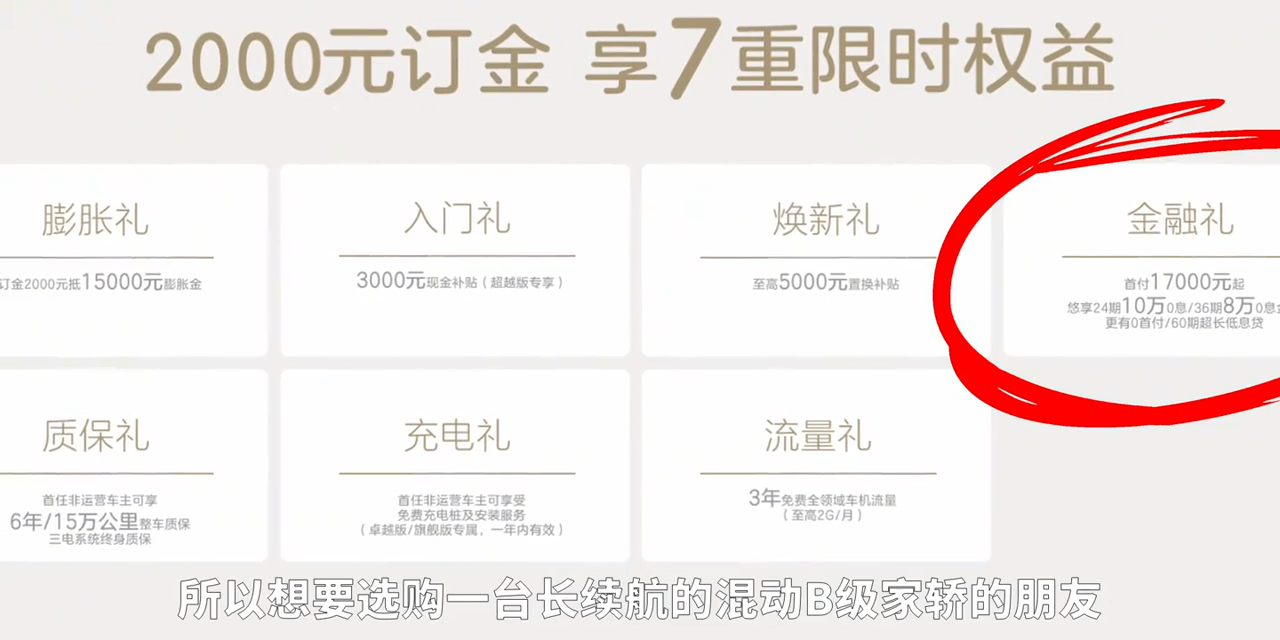 2000元订金 享7重限时权益
膨胀礼
订金2000元抵15000元膨胀金
入门礼
3000元现金补贴（超越版专享）
焕新礼
至高5000元置换补贴
金融礼
首付17000元起
悠享24期10万0息/36期8万0息
更有0首付/60期超长低息贷
质保礼
首任非运营车主可享
6年/15万公里整车质保
三电系统终身质保
充电礼
首任非运营车主可享受
免费充电桩及安装服务
（卓越版/旗舰版专属，一年内有效）
流量礼
3年免费全领域车机流量
（至高2G/月）
所以想要选购一台长续航的混动B级家轿的朋友